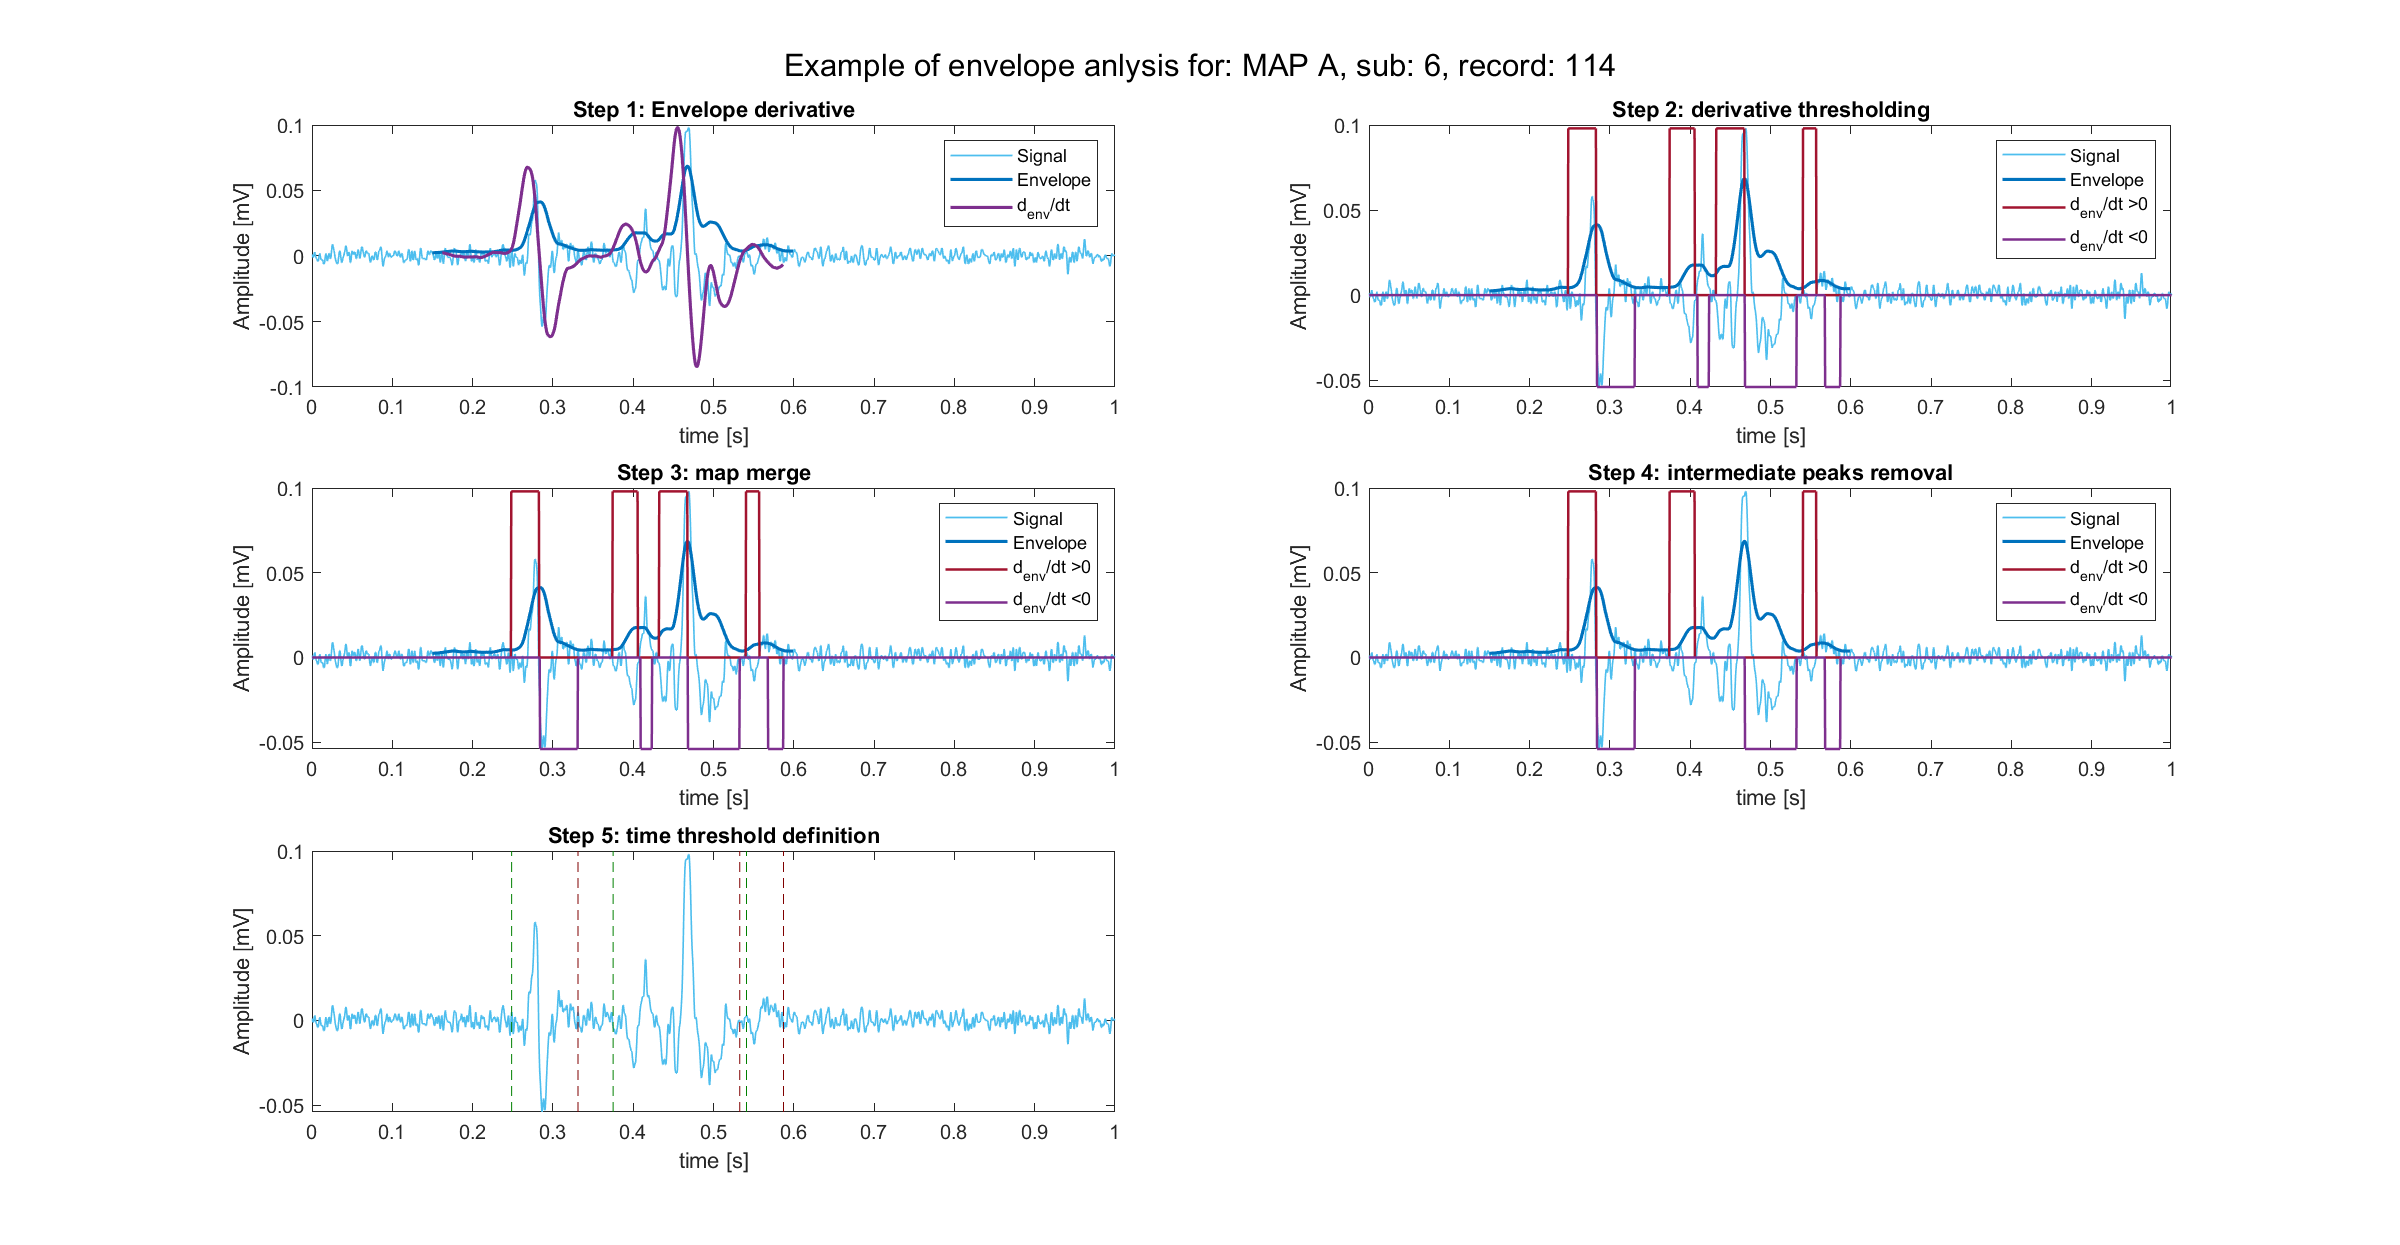 Example of envelope anlysis for: MAP A, sub: 6, record: 114
Step 1: Envelope derivative
0.1
0.05
0
-0.05
-0.1
Amplitude [mV]
0 0.1 0.2 0.3 0.4 0.5 0.6 0.7 0.8 0.9 1
time [s]
Signal
Envelope
d_env/dt
Step 2: derivative thresholding
0.1
0.05
0
-0.05
Amplitude [mV]
0 0.1 0.2 0.3 0.4 0.5 0.6 0.7 0.8 0.9 1
time [s]
Signal
Envelope
d_env/dt >0
d_env/dt <0
Step 3: map merge
0.1
0.05
0
-0.05
Amplitude [mV]
0 0.1 0.2 0.3 0.4 0.5 0.6 0.7 0.8 0.9 1
time [s]
Signal
Envelope
d_env/dt >0
d_env/dt <0
Step 4: intermediate peaks removal
0.1
0.05
0
-0.05
Amplitude [mV]
0 0.1 0.2 0.3 0.4 0.5 0.6 0.7 0.8 0.9 1
time [s]
Signal
Envelope
d_env/dt >0
d_env/dt <0
Step 5: time threshold definition
0.1
0.05
0
-0.05
Amplitude [mV]
0 0.1 0.2 0.3 0.4 0.5 0.6 0.7 0.8 0.9 1
time [s]